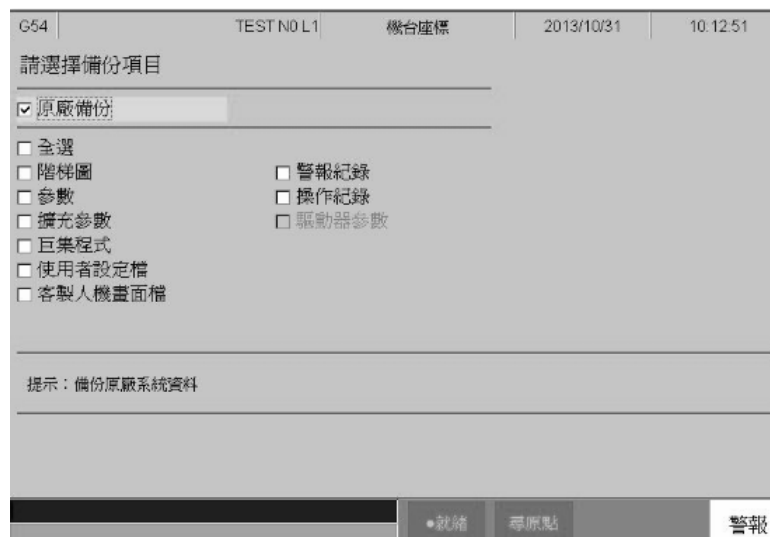 G54 TEST N0 L1 機台座標 2013/10/31 10:12:51
請選擇備份項目
原廠備份
全選
階梯圖 警報紀錄
參數 操作紀錄
擴充參數 驅動器參數
巨集程式
使用者設定檔
客製人機畫面檔
提示：備份原廠系統資料
●就緒 尋原點 警報